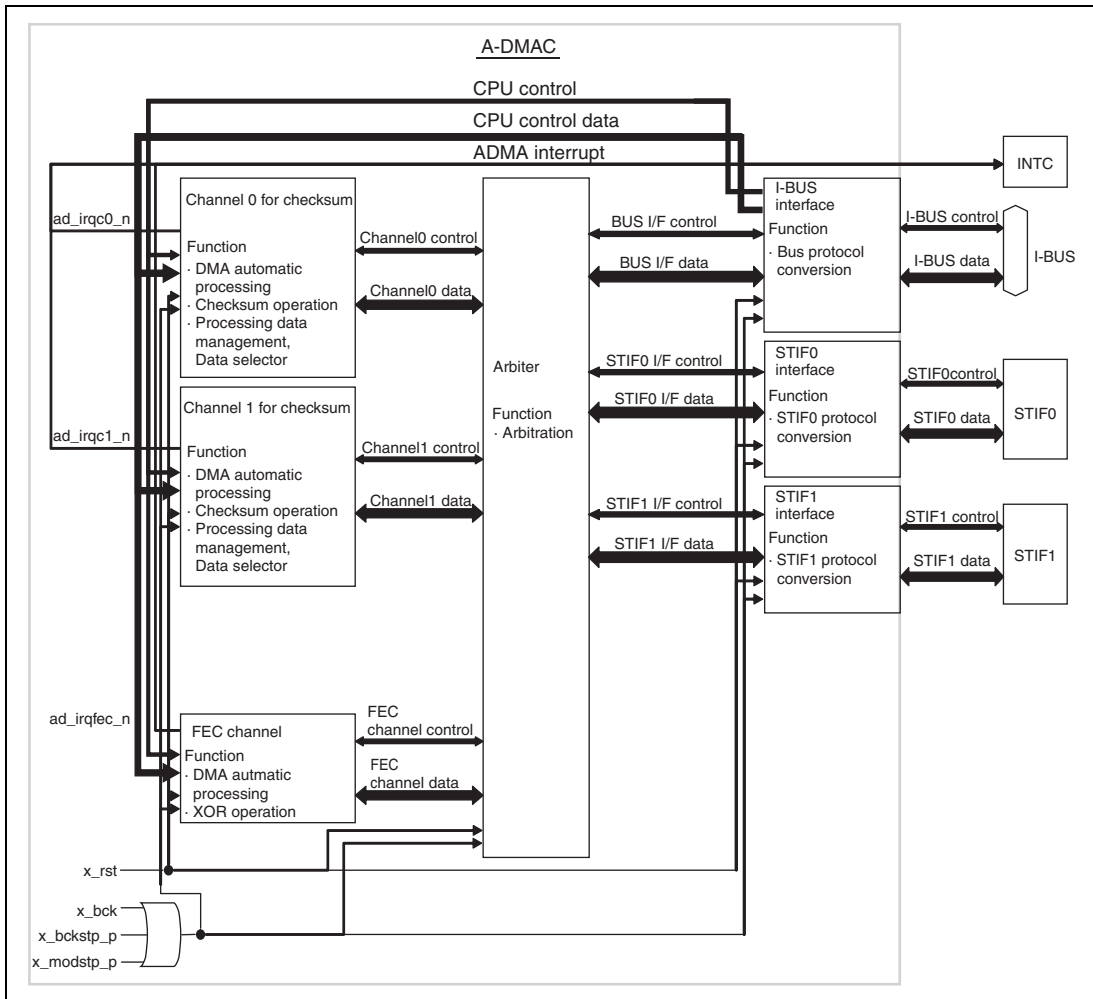 A-DMAC
CPU control
CPU control data
ADMA interrupt
INTC
ad_irqc0_n
Channel 0 for checksum
Function
· DMA automatic
processing
· Checksum operation
· Processing data
management,
Data selector
Channel0 control
Channel0 data
ad_irqc1_n
Channel 1 for checksum
Function
· DMA automatic
processing
· Checksum operation
· Processing data
management,
Data selector
Channel1 control
Channel1 data
ad_irqfec_n
FEC channel
Function
· DMA autmatic
processing
· XOR operation
FEC
channel control
FEC
channel data
Arbiter
Function
· Arbitration
BUS I/F control
BUS I/F data
I-BUS
interface
Function
· Bus protocol
conversion
I-BUS control
I-BUS data
I-BUS
STIF0 I/F control
STIF0 I/F data
STIF0
interface
Function
· STIF0 protocol
conversion
STIF0control
STIF0 data
STIF0
STIF1 I/F control
STIF1 I/F data
STIF1
interface
Function
· STIF1 protocol
conversion
STIF1 control
STIF1 data
STIF1
x_rst
x_bck
x_bckstp_p
x_modstp_p